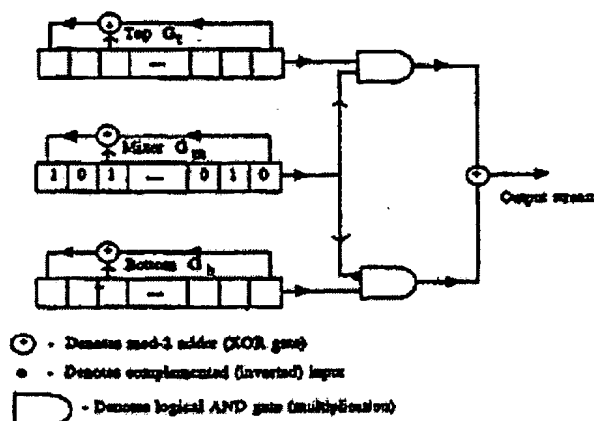 Top G t
Mixer G m
1 0 1 — 0 1 0
Output stream
Bottom G b
+ - Denotes mod-2 adder (XOR gate)
• - Denotes complemented (inverted) input
- Denotes logical AND gate (multiplication)